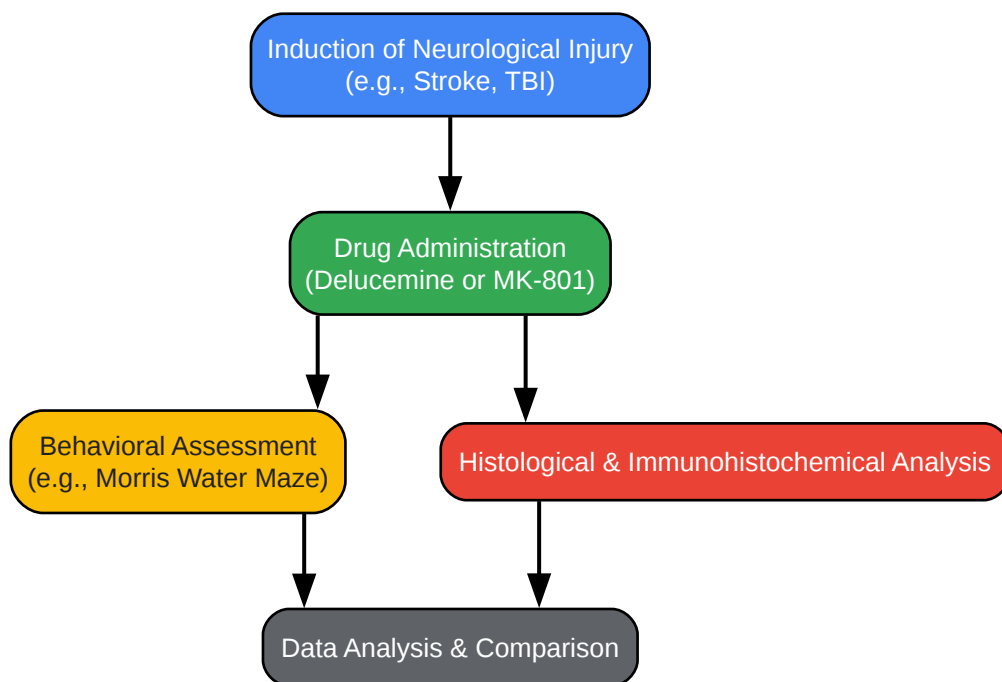 Induction of Neurological Injury
(e.g., Stroke, TBI)
Drug Administration
(Delucemine or MK-801)
Behavioral Assessment
(e.g., Morris Water Maze)
Histological & Immunohistochemical Analysis
Data Analysis & Comparison